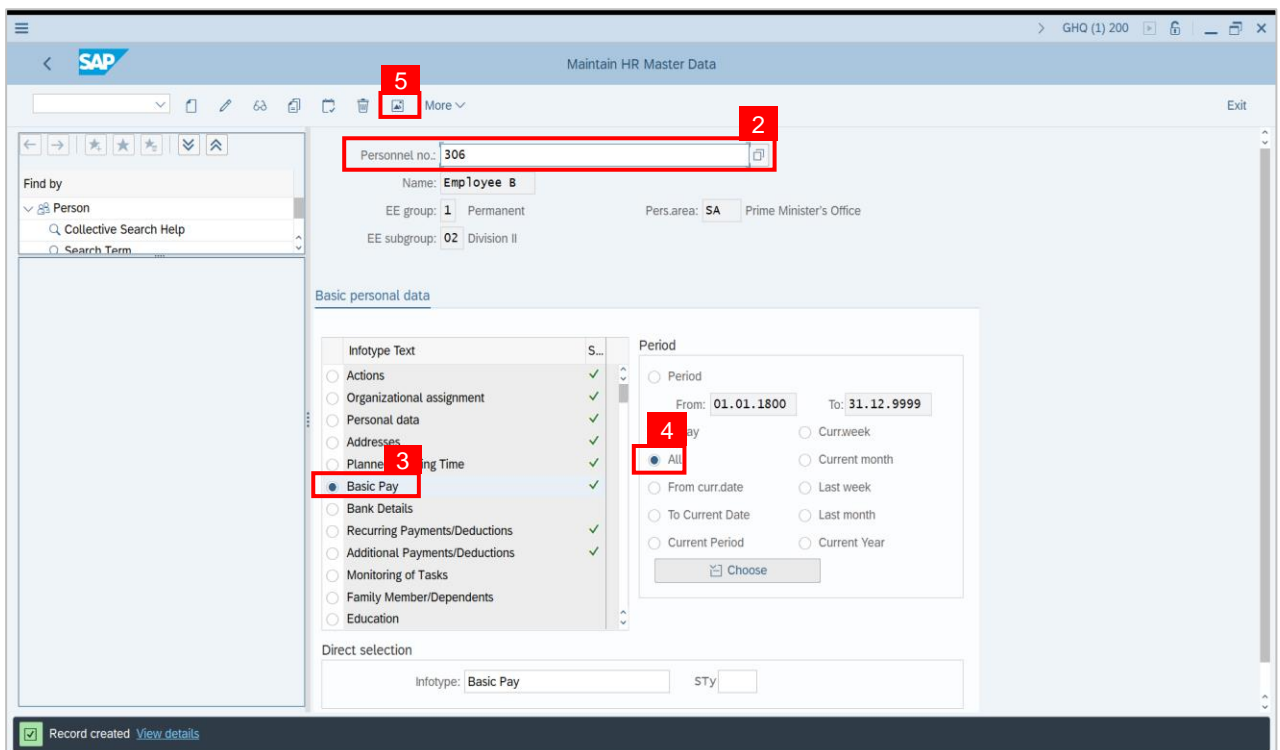 GHQ (1) 200
SAP
Maintain HR Master Data
5
More
Exit
2
Personnel no.: 306
Find by
Name: Employee B
Person
EE group: 1 Permanent Pers.area: SA Prime Minister's Office
Collective Search Help
EE subgroup: 02 Division II
Search Term
Basic personal data
Infotype Text S...
Period
Actions
Period
Organizational assignment
From: 01.01.1800 To: 31.12.9999
Personal data
4
ay Curr.week
Addresses
3
Planne ing Time
All Current month
Basic Pay
From curr.date Last week
Bank Details
To Current Date Last month
Recurring Payments/Deductions
Current Period Current Year
Additional Payments/Deductions
Choose
Monitoring of Tasks
Family Member/Dependents
Education
Direct selection
Infotype: Basic Pay STy
Record created View details